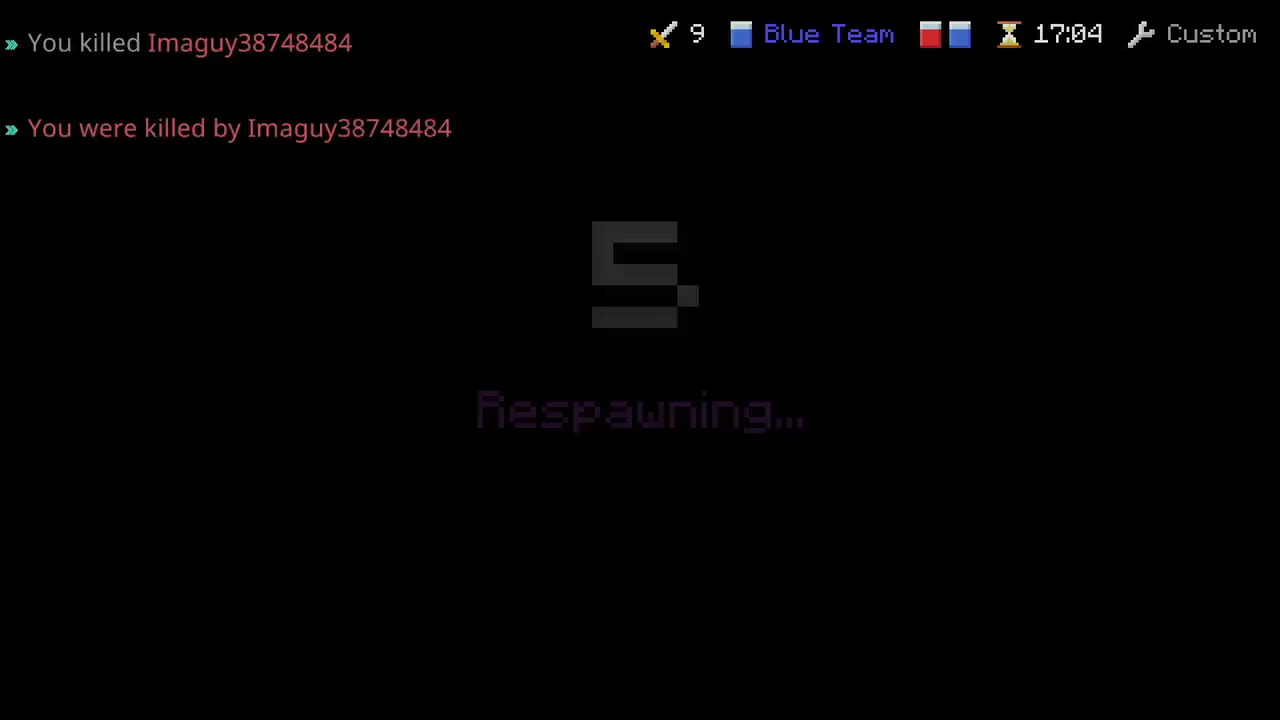 » You killed Imaguy38748484
9 Blue Team 17:04 Custom
» You were killed by Imaguy38748484
5.
Respawning...